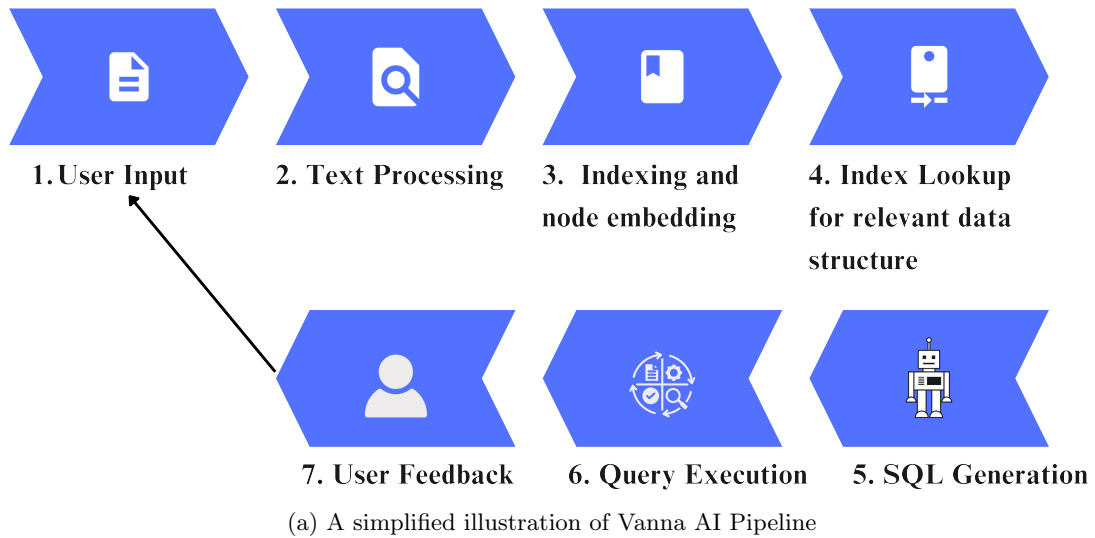 1. User Input
2. Text Processing
3. Indexing and
node embedding
4. Index Lookup
for relevant data
structure
7. User Feedback
6. Query Execution
5. SQL Generation
(a) A simplified illustration of Vanna AI Pipeline